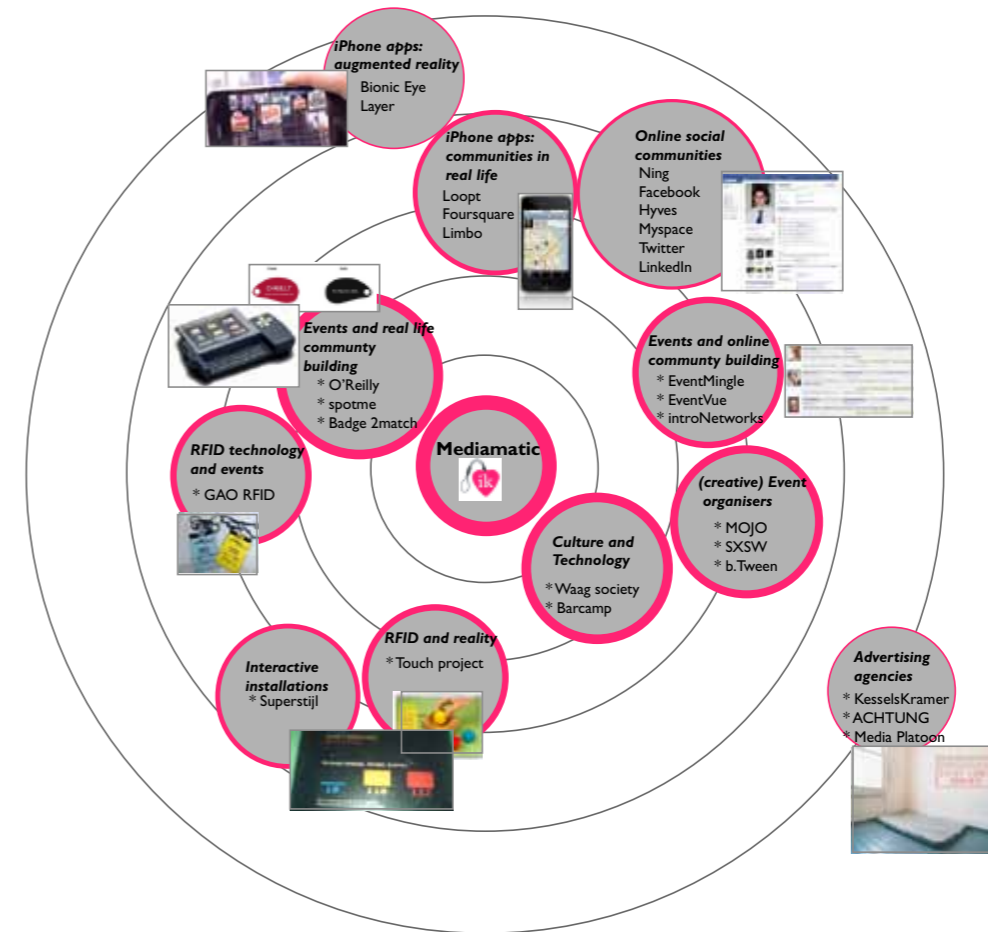 iPhone apps:
augmented reality
Bionic Eye
Layer
iPhone apps:
communities in
real life
Loopt
Foursquare
Limbo
Online social
communities
Ning
Facebook
Hyves
Myspace
Twitter
LinkedIn
Events and real life
communty
building
* O'Reilly
* spotme
* Badge 2match
Events and online
communty building
* EventMingle
* EventVue
* introNetworks
RFID technology
and events
* GAO RFID
Mediamatic
ik
(creative) Event
organisers
* MOJO
* SXSW
* b.Tween
Culture and
Technology
* Waag society
* Barcamp
RFID and reality
* Touch project
Interactive
installations
* Superstijl
Advertising
agencies
* KesselsKramer
* ACHTUNG
* Media Platoon